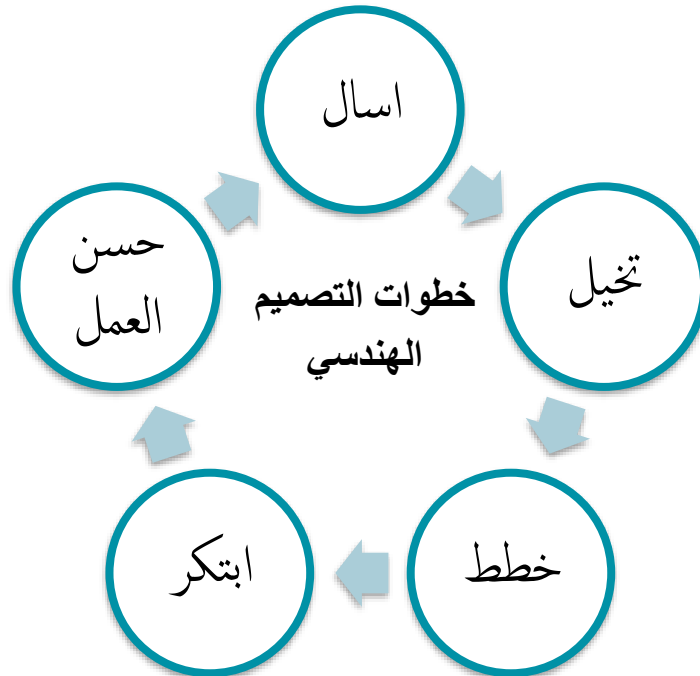 اسال
تخيل
خطط
ابتكر
حسن
العمل
خطوات التصميم
الهندسي